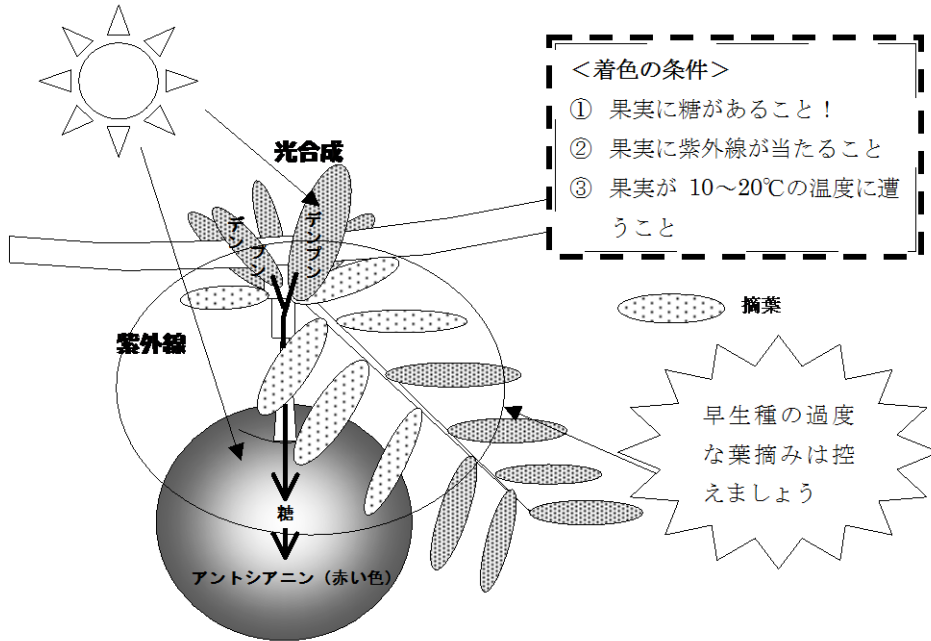 <着色の条件>
① 果実に糖があること！
② 果実に紫外線が当たること
③ 果実が 10～20℃の温度に遭
うこと
光合成
デンプン
デンプン
摘葉
紫外線
早生種の過度
な葉摘みは控
えましょう
糖
アントシアニン（赤い色）